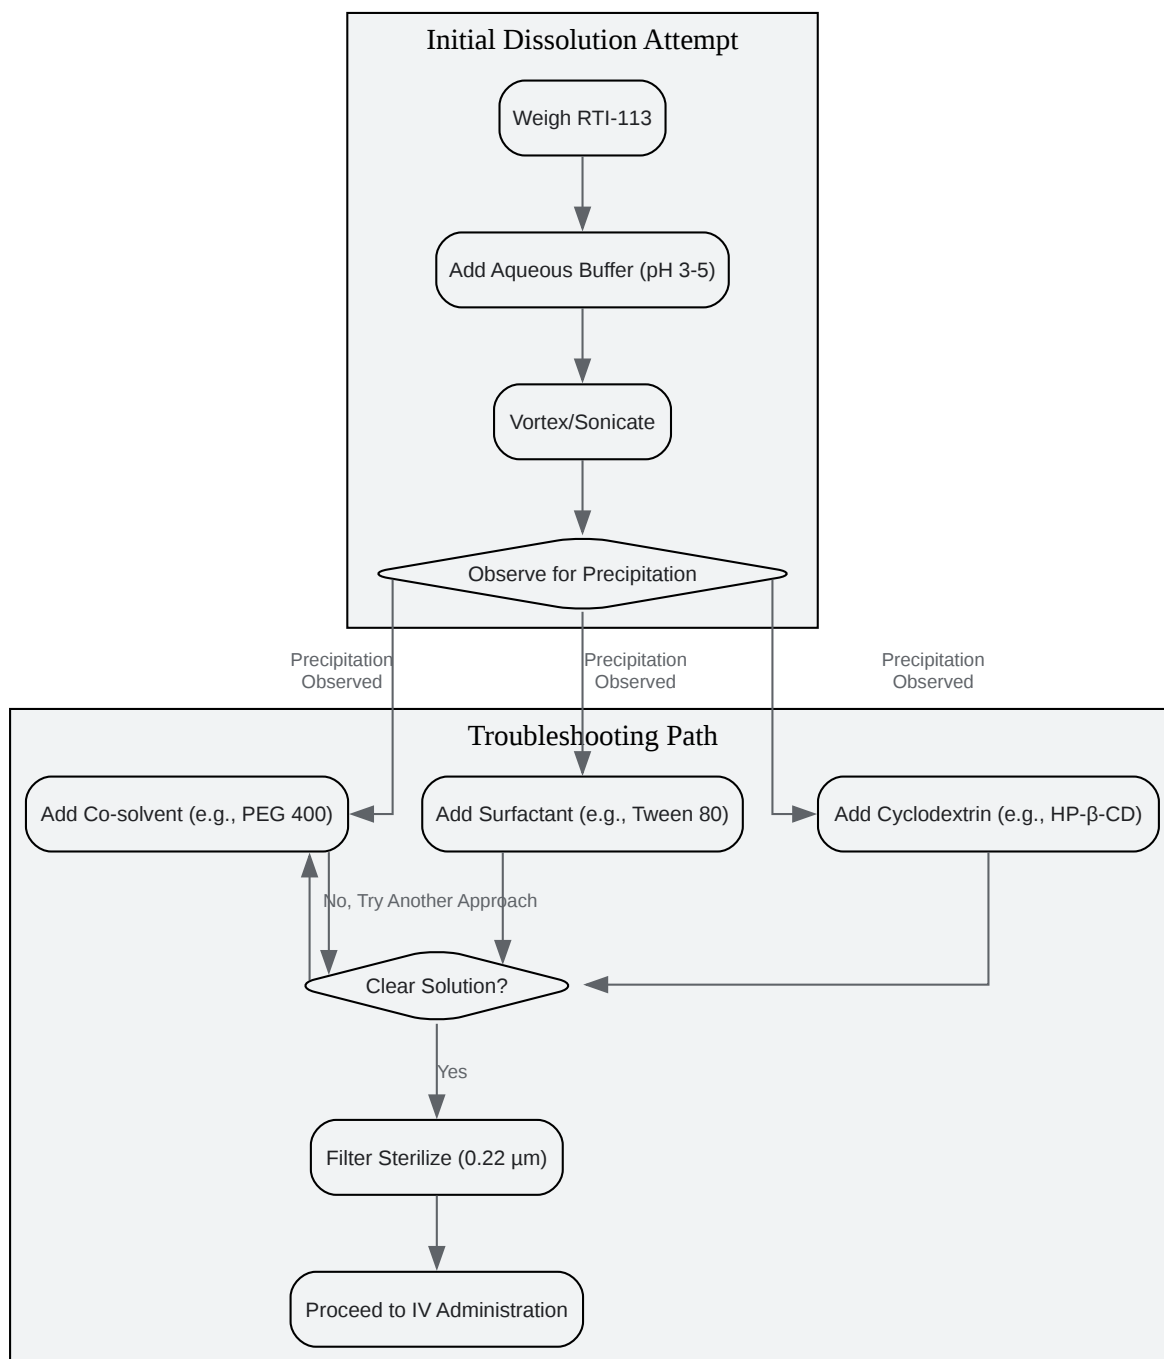 Initial Dissolution Attempt
Weigh RTI-113
Add Aqueous Buffer (pH 3-5)
Vortex/Sonicate
Observe for Precipitation
Precipitation
Observed
Precipitation
Observed
Precipitation
Observed
Troubleshooting Path
Add Co-solvent (e.g., PEG 400)
Add Surfactant (e.g., Tween 80)
Add Cyclodextrin (e.g., HP-β-CD)
No, Try Another Approach
Clear Solution?
Yes
Filter Sterilize (0.22 µm)
Proceed to IV Administration